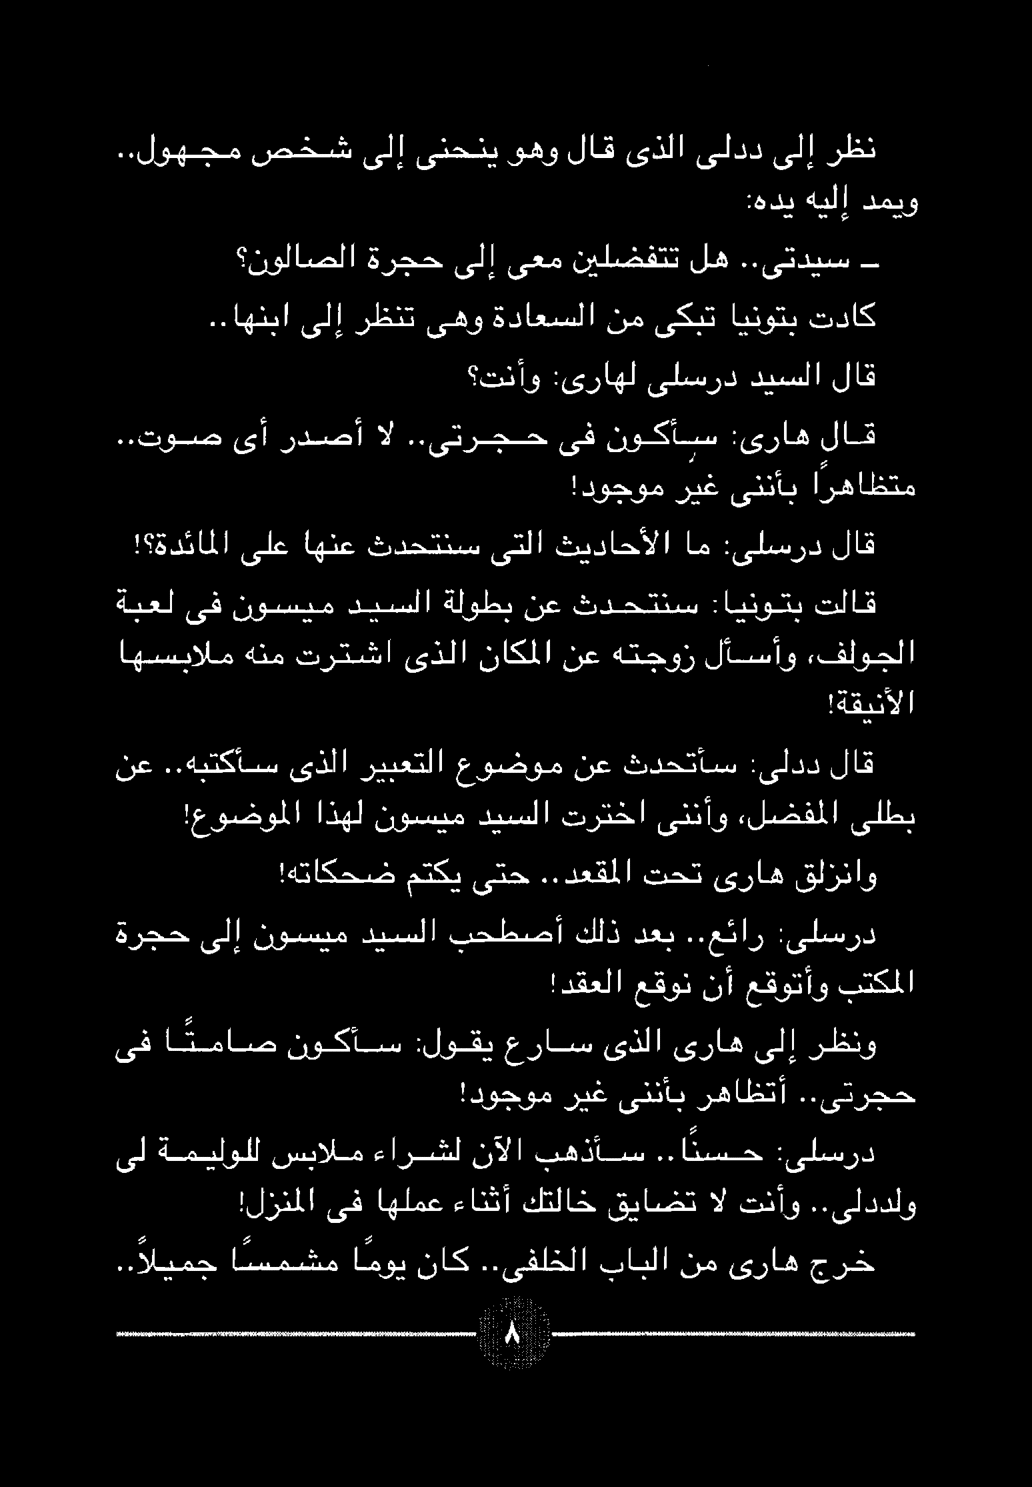 نظر إلى ددلى الذى قال وهو ينحنى إلى شخص مجهول..
ويمد إليه يده:
ـ سيدتى.. هل تتفضلين معى إلى حجرة الصالون؟
كادت بتونيا تبكى من السعادة وهى تنظر إلى ابنها..
قال السيد درسلى لهارى: وأنت؟
قال هارى: سأكون فى حجرتى.. لا أصدر أى صوت..
متظاهرًا بأننى غير موجود!
قال درسلى: ما الأحاديث التى سنتحدث عنها على المائدة؟!
قالت بتونيا: سنتحدث عن بطولة السيد ميسون فى لعبة
الجولف، وأسأل زوجته عن المكان الذى اشترت منه ملابسها
الأنيقة!
قال ددلى: سأتحدث عن موضوع التعبير الذى سأكتبه.. عن
بطلى المفضل، وأننى اخترت السيد ميسون لهذا الموضوع!
وانزلق هارى تحت المقعد.. حتى يكتم ضحكاته!
درسلى: رائع.. بعد ذلك أصطحب السيد ميسون إلى حجرة
المكتب وأتوقع أن نوقع العقد!
ونظر إلى هارى الذى سارع يقول: سأكون صامتًا فى
حجرتى.. أتظاهر بأننى غير موجود!
درسلى: حسنًا.. سأذهب الآن لشراء ملابس للوليمة لى
ولددلى.. وأنت لا تضايق خالتك أثناء عملها فى المنزل!
خرج هارى من الباب الخلفى.. كان يومًا مشمسًا جميلاً..
٨